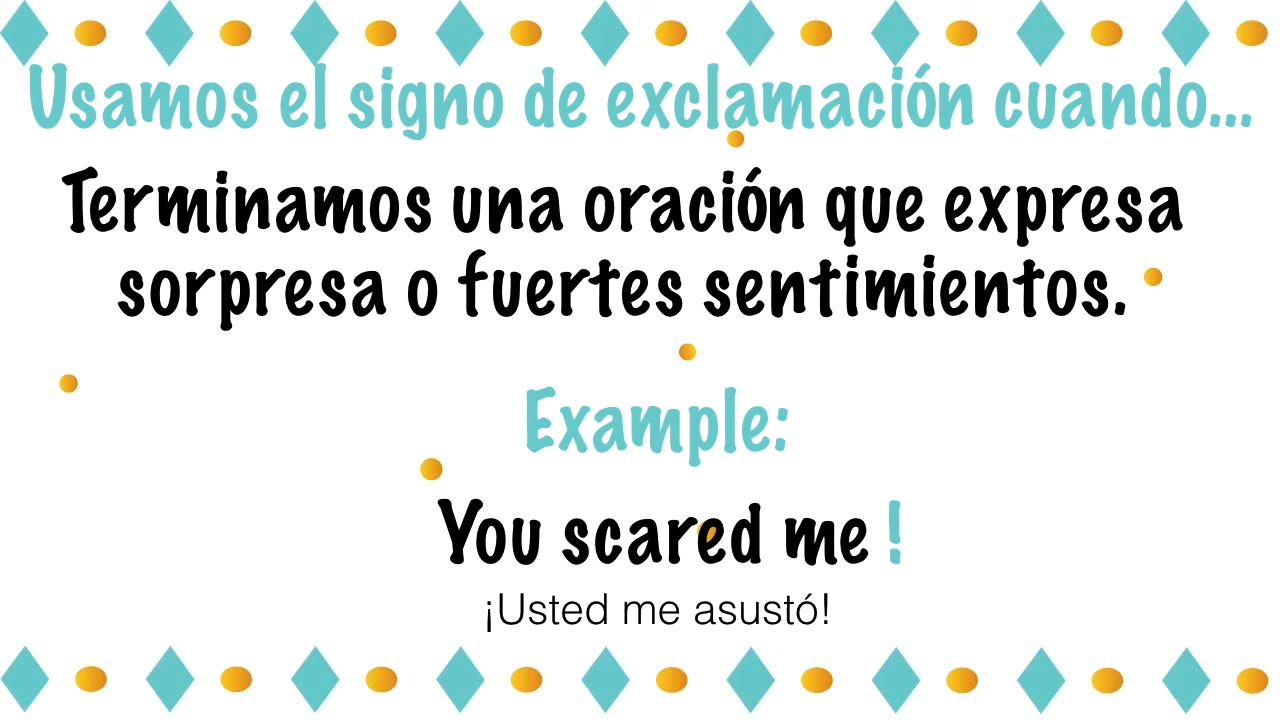 Usamos el signo de exclamación cuando...
Terminamos una oración que expresa
sorpresa o fuertes sentimientos.
Example:
You scared me !
¡Usted me asustó!